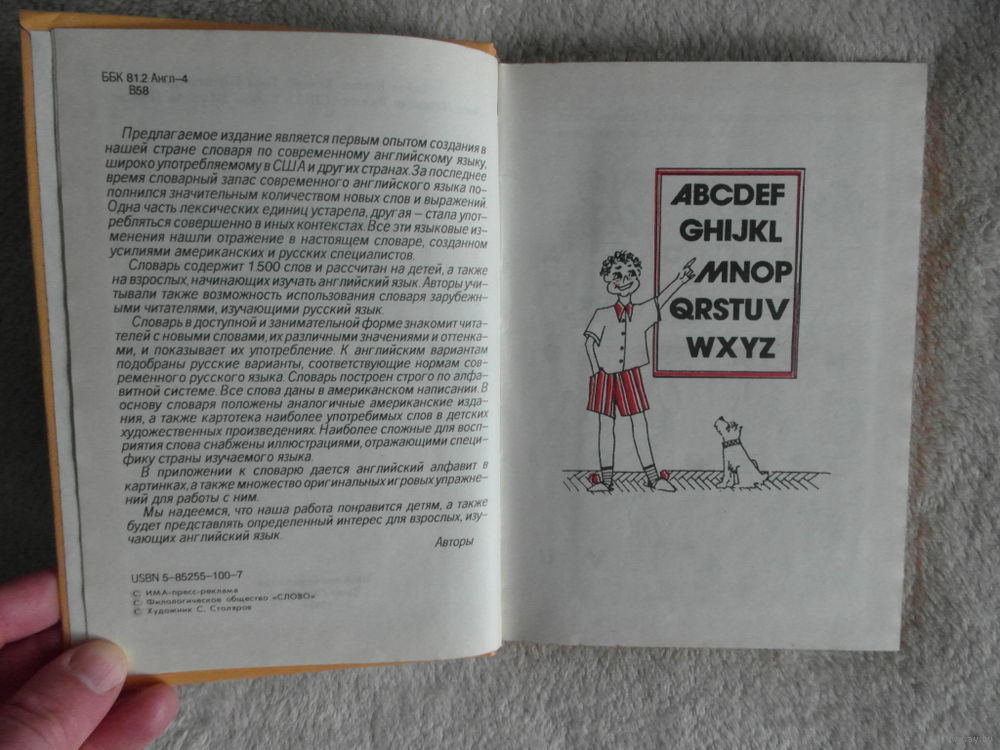 ББК 81.2 Англ–4
В58
Предлагаемое издание является первым опытом создания в
нашей стране словаря по современному английскому языку,
широко употребляемому в США и других странах. За последнее
время словарный запас современного английского языка по-
полнился значительным количеством новых слов и выражений.
Одна часть лексических единиц устарела, другая – стала упот-
ребляться совершенно в иных контекстах. Все эти языковые из-
менения нашли отражение в настоящем словаре, созданном
усилиями американских и русских специалистов.
Словарь содержит 1.500 слов и рассчитан на детей, а также
на взрослых, начинающих изучать английский язык. Авторы учи-
тывали также возможность использования словаря зарубеж-
ными читателями, изучающими русский язык.
Словарь в доступной и занимательной форме знакомит чита-
телей с новыми словами, их различными значениями и оттенка-
ми, и показывает их употребление. К английским вариантам
подобраны русские варианты, соответствующие нормам сов-
ременного русского языка. Словарь построен строго по алфа-
витной системе. Все слова даны в американском написании. В
основу словаря положены аналогичные американские изда-
ния, а также картотека наиболее употребимых слов в детских
художественных произведениях. Наиболее сложные для восп-
риятия слова снабжены иллюстрациями, отражающими специ-
фику страны изучаемого языка.
В приложении к словарю дается английский алфавит в
картинках, а также множество оригинальных игровых упражне-
ний для работы с ним.
Мы надеемся, что наша работа понравится детям, а также
будет представлять определенный интерес для взрослых, изу-
чающих английский язык.
Авторы
USBN 5–85255–100–7
© ИМА-пресс-реклама
© Филологическое общество «СЛОВО»
© Художник С. Столяров
ABCDEF
GHIJKL
MNOP
QRSTUV
WXYZ